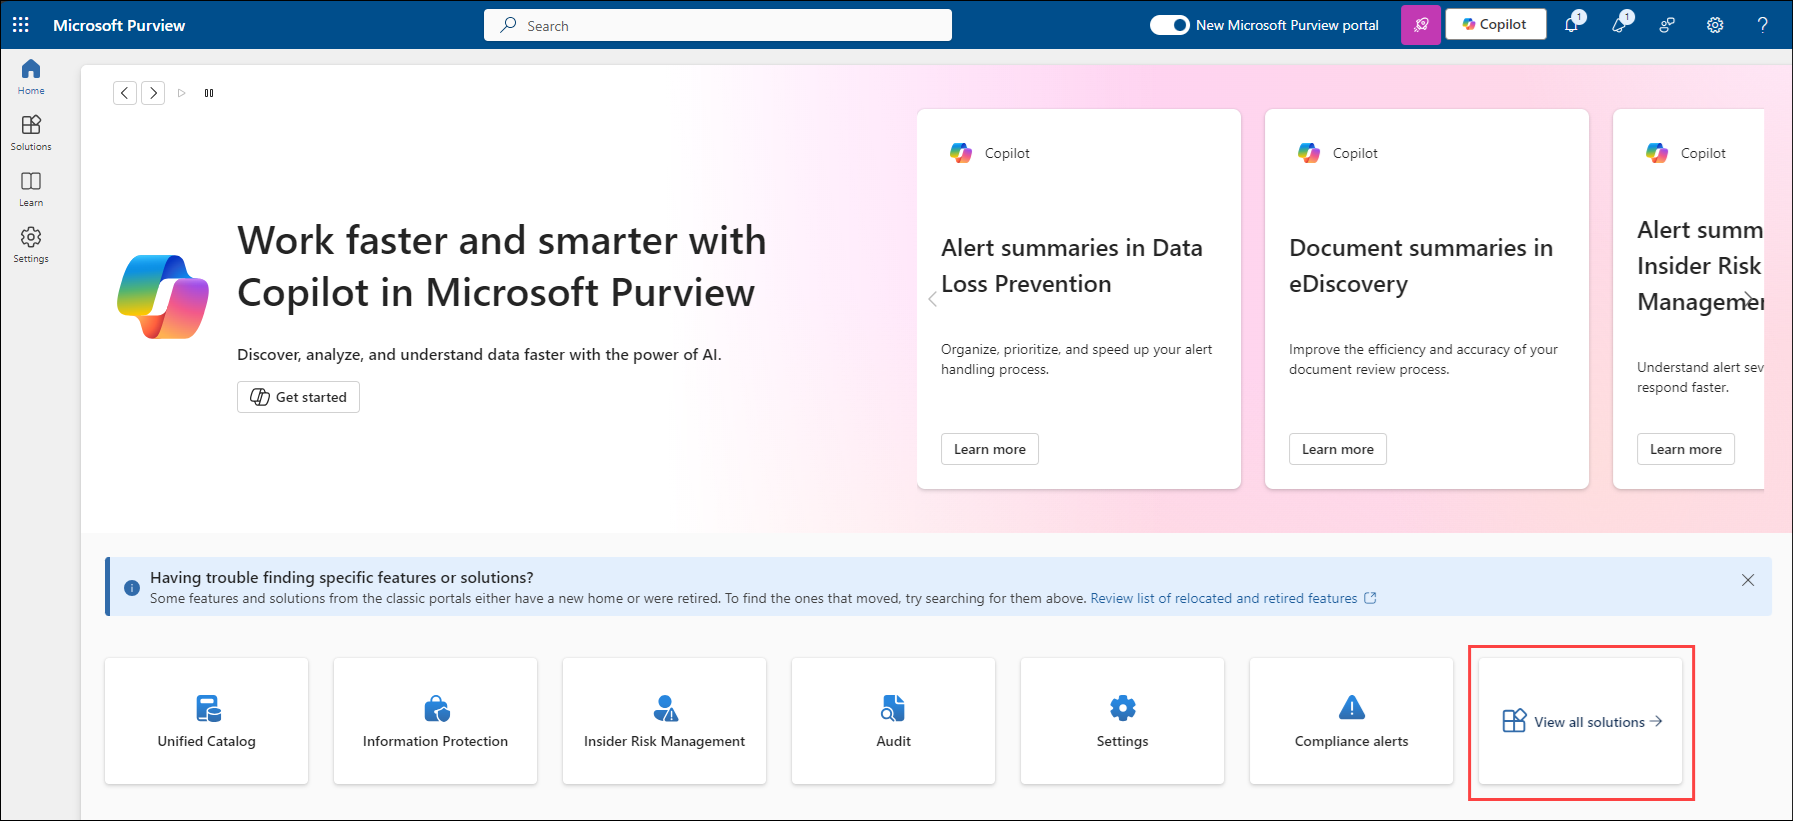 Microsoft Purview
Search
New Microsoft Purview portal
Copilot
1
1
Home
Solutions
Learn
Settings
Work faster and smarter with
Copilot in Microsoft Purview
Discover, analyze, and understand data faster with the power of AI.
Get started
Copilot
Alert summaries in Data
Loss Prevention
Organize, prioritize, and speed up your alert
handling process.
Learn more
Copilot
Document summaries in
eDiscovery
Improve the efficiency and accuracy of your
document review process.
Learn more
Copilot
Alert summ
Insider Risk
Managemer
Understand alert sev
respond faster.
Learn more
Having trouble finding specific features or solutions?
Some features and solutions from the classic portals either have a new home or were retired. To find the ones that moved, try searching for them above. Review list of relocated and retired features
Unified Catalog
Information Protection
Insider Risk Management
Audit
Settings
Compliance alerts
View all solutions